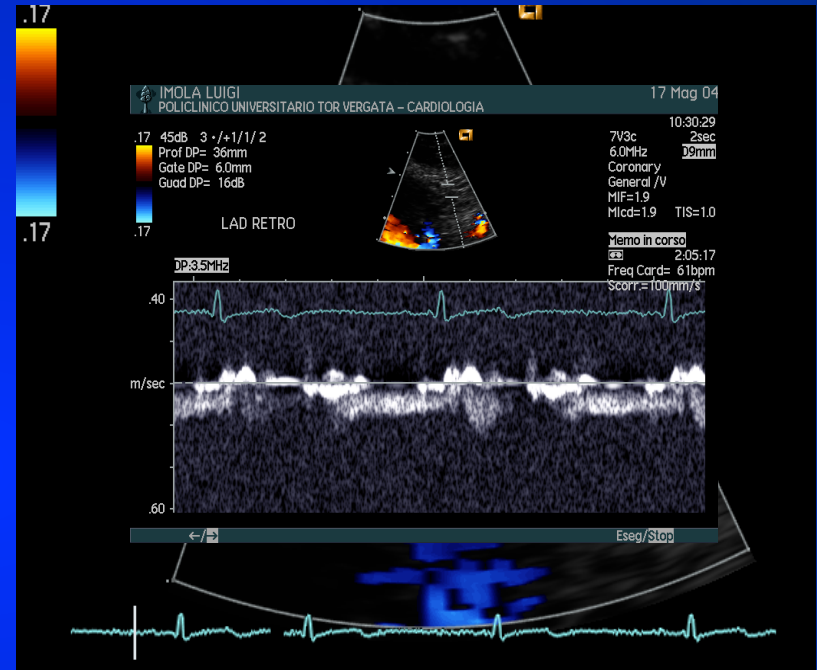 .17
.17
IMOLA LUIGI
17 Mag 04
POLICLINICO UNIVERSITARIO TOR VERGATA – CARDIOLOGIA
10:30:29
.17 45dB 3 •/+1/1/ 2
7V3c 2sec
Prof DP= 36mm
6.0MHz D9mm
Gate DP= 6.0mm
Coronary
Guad DP= 16dB
General /V
MIF=1.9
.17
MIcd=1.9 TIS=1.0
LAD RETRO
Memo in corso
2:05:17
DP:3.5MHz
Freq Card= 61bpm
Scorr.=100mm/s
.40
m/sec
.60
←/→
Eseg/Stop